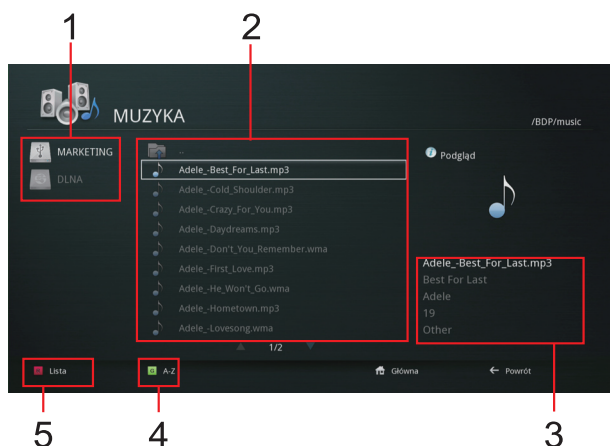 1
2
MUZYKA
/BDP/music
MARKETING
DLNA
..
Adele_-Best_For_Last.mp3
Adele_-Cold_Shoulder.mp3
Adele_-Crazy_For_You.mp3
Adele_-Daydreams.mp3
Adele_-Don't_You_Remember.wma
Adele_-First_Love.mp3
Adele_-He_Won't_Go.wma
Adele_-Hometown.mp3
Adele_-Lovesong.wma
1/2
Podgląd
Adele_-Best_For_Last.mp3
Best For Last
Adele
19
Other
Lista
A-Z
Główna
Powrót
5
4
3